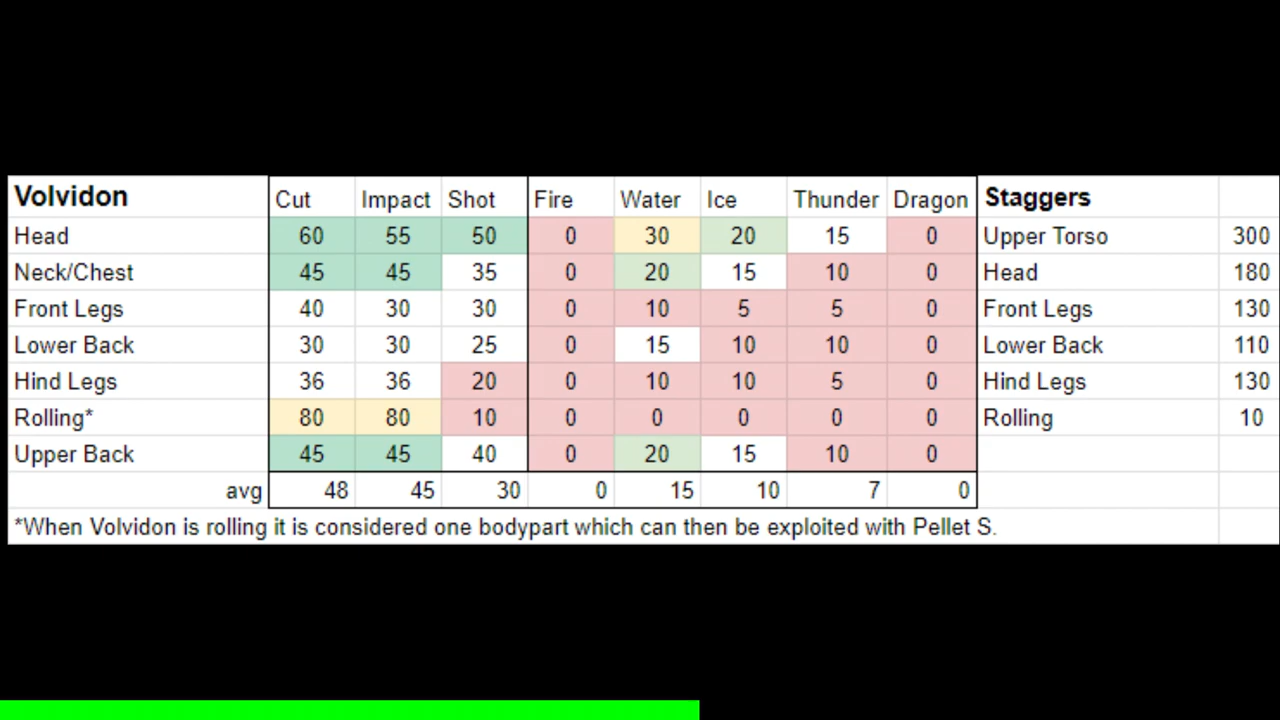 Volvidon Cut Impact Shot Fire Water Ice Thunder Dragon Staggers
Head 60 55 50 0 30 20 15 0 Upper Torso 300
Neck/Chest 45 45 35 0 20 15 10 0 Head 180
Front Legs 40 30 30 0 10 5 5 0 Front Legs 130
Lower Back 30 30 25 0 15 10 10 0 Lower Back 110
Hind Legs 36 36 20 0 10 10 5 0 Hind Legs 130
Rolling* 80 80 10 0 0 0 0 0 Rolling 10
Upper Back 45 45 40 0 20 15 10 0
avg 48 45 30 0 15 10 7 0
*When Volvidon is rolling it is considered one bodypart which can then be exploited with Pellet S.